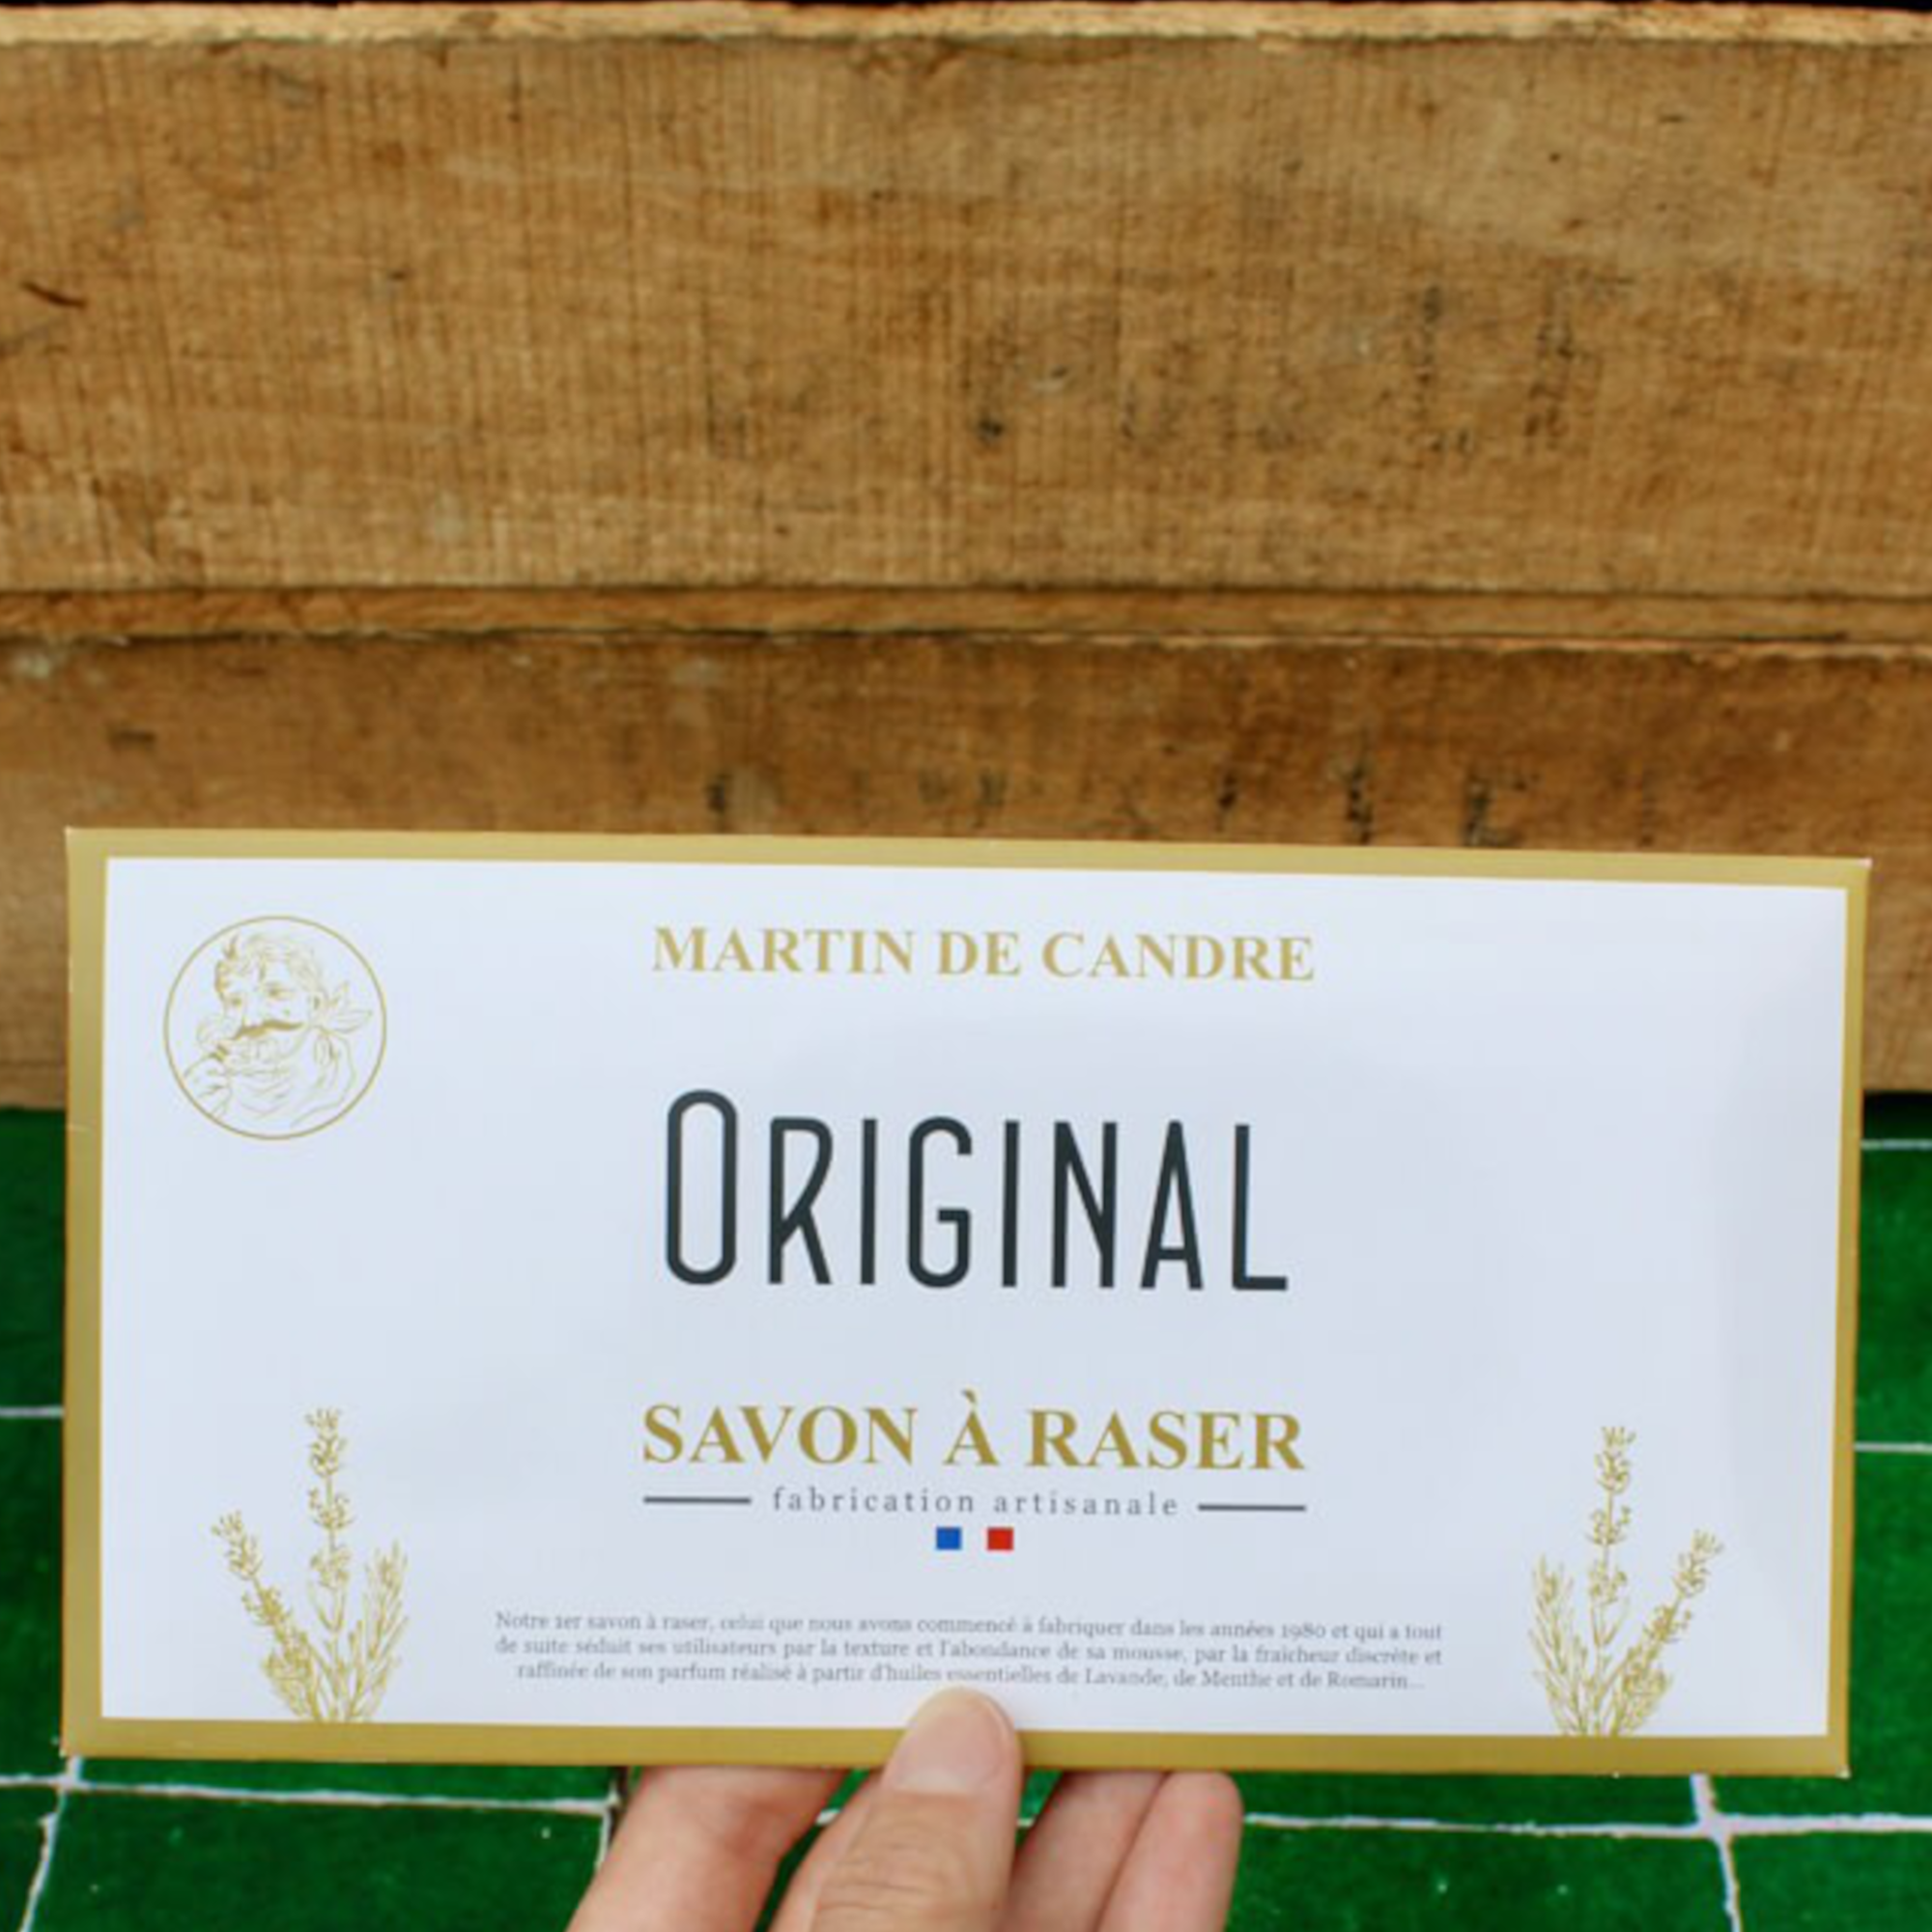 MARTIN DE CANDRE
ORIGINAL
SAVON À RASER
fabrication artisanale
Notre 1er savon à raser, celui que nous avons commencé à fabriquer dans les années 1980 et qui a tout
de suite séduit ses utilisateurs par la texture et l'abondance de sa mousse, par la fraîcheur discrète et
raffinée de son parfum réalisé à partir d'huiles essentielles de Lavande, de Menthe et de Romarin...